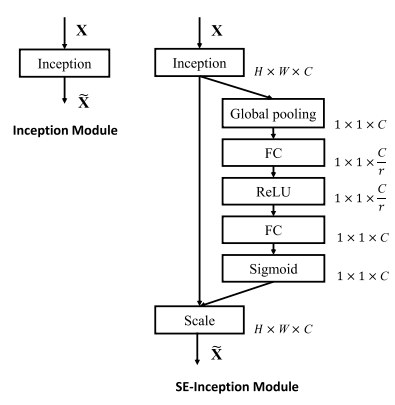 X
Inception
X̃
Inception Module
X
Inception
H × W × C
Global pooling
1 × 1 × C
FC
1 × 1 × C/r
ReLU
1 × 1 × C/r
FC
1 × 1 × C
Sigmoid
1 × 1 × C
Scale
H × W × C
X̃
SE-Inception Module